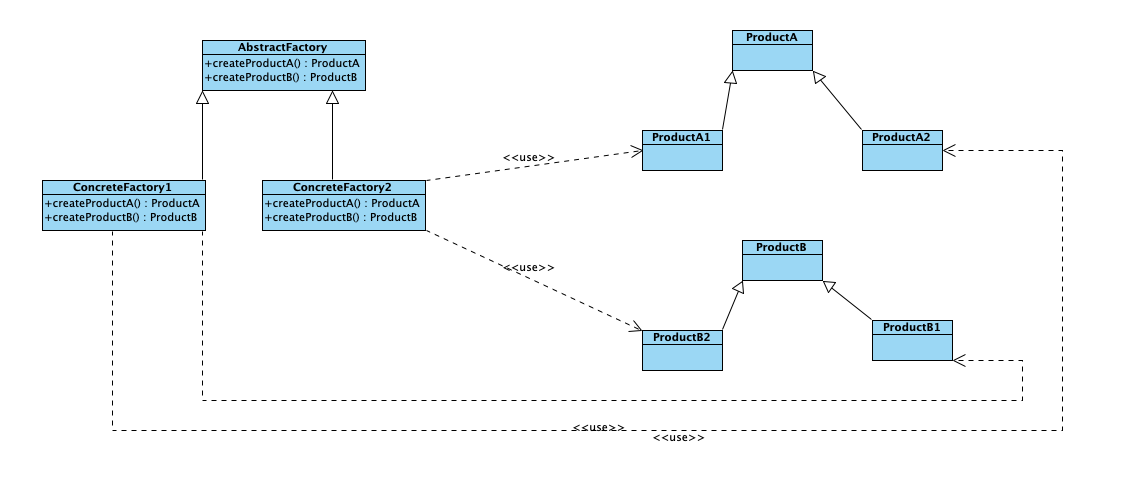 AbstractFactory
+createProductA() : ProductA
+createProductB() : ProductB
ProductA
ProductA1
ProductA2
<<use>>
ConcreteFactory1
+createProductA() : ProductA
+createProductB() : ProductB
ConcreteFactory2
+createProductA() : ProductA
+createProductB() : ProductB
ProductB
<<use>>
ProductB2
ProductB1
<<use>>
<<use>>